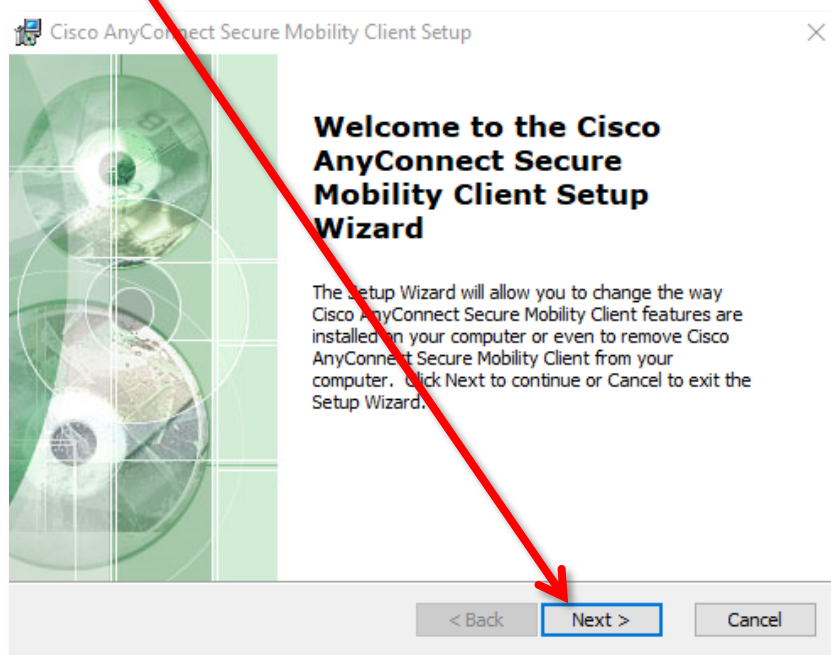 Cisco AnyConnect Secure Mobility Client Setup
Welcome to the Cisco
AnyConnect Secure
Mobility Client Setup
Wizard
The Setup Wizard will allow you to change the way
Cisco AnyConnect Secure Mobility Client features are
installed on your computer or even to remove Cisco
AnyConnect Secure Mobility Client from your
computer. Click Next to continue or Cancel to exit the
Setup Wizard.
< Back
Next >
Cancel